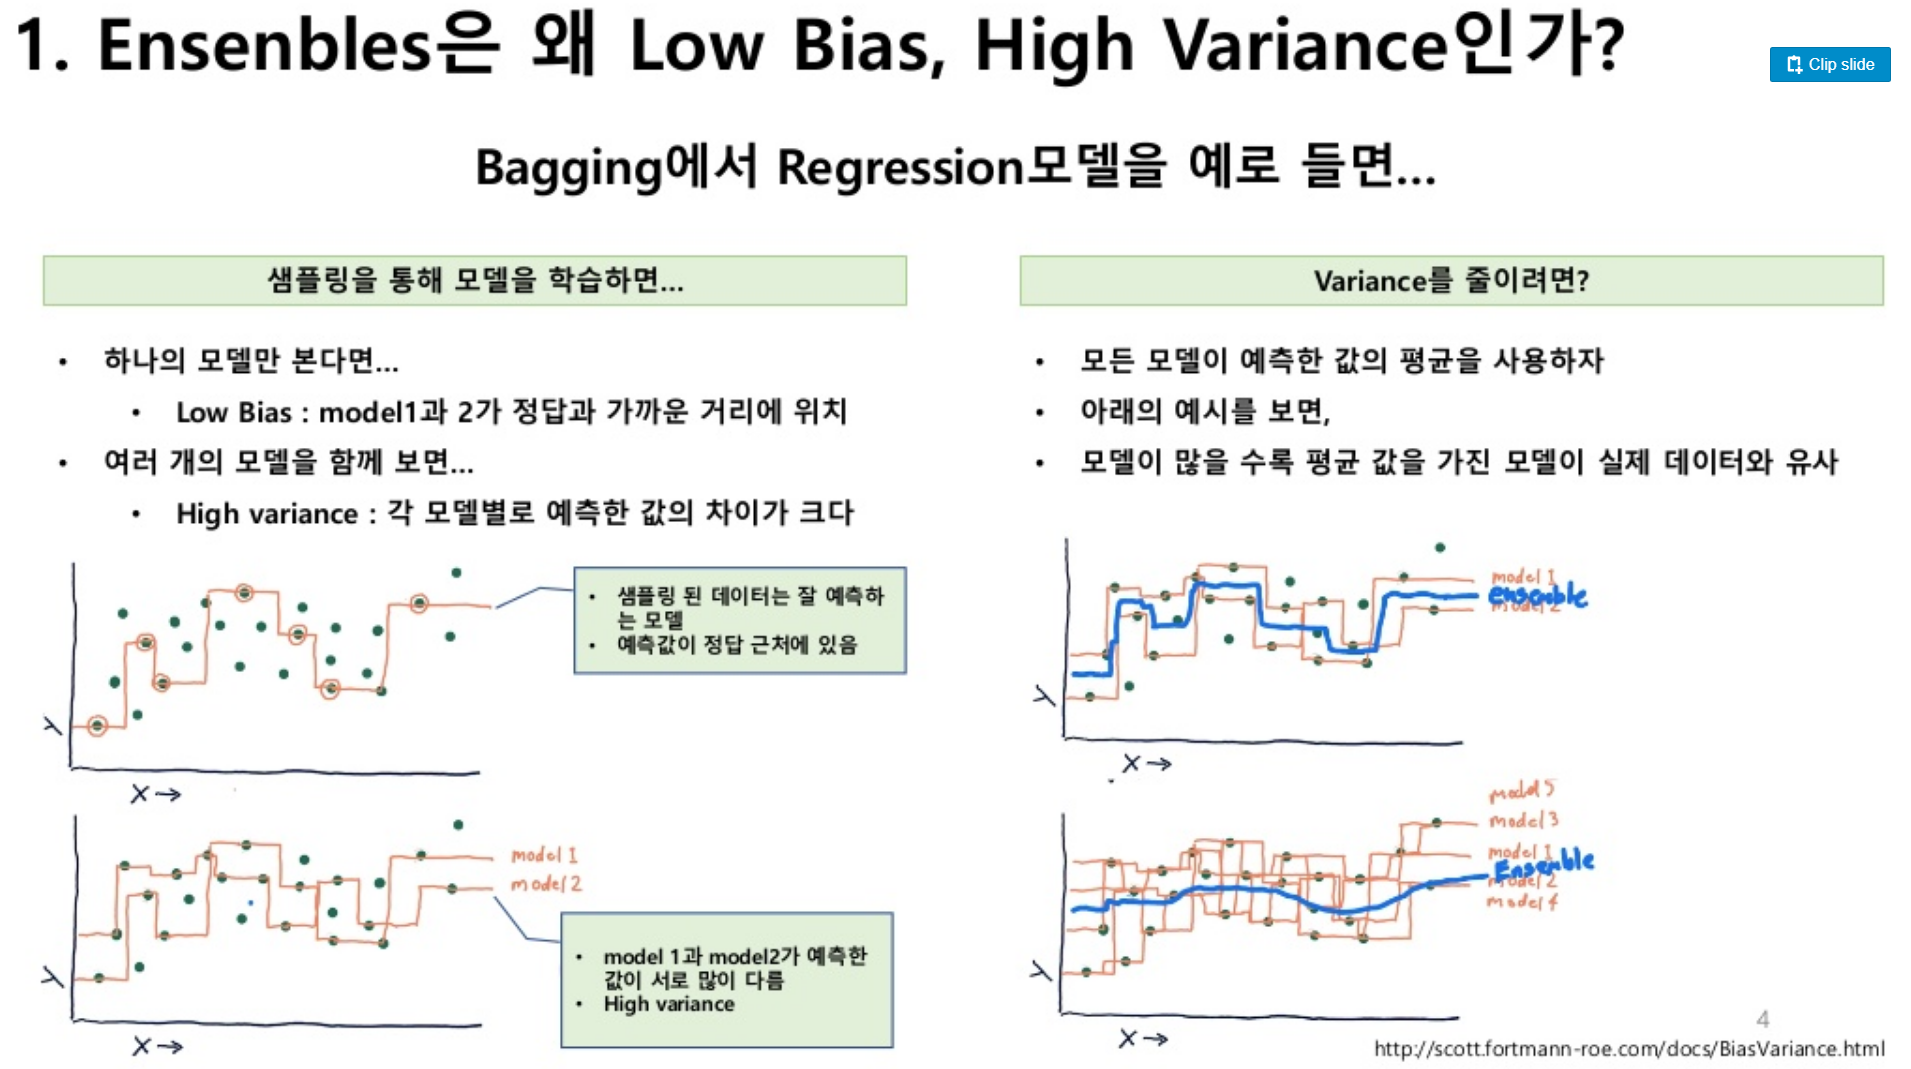 1. Ensenbles은 왜 Low Bias, High Variance인가?
Clip slide
Bagging에서 Regression모델을 예로 들면...
샘플링을 통해 모델을 학습하면...
• 하나의 모델만 본다면...
• Low Bias : model1과 2가 정답과 가까운 거리에 위치
• 여러 개의 모델을 함께 보면...
• High variance : 각 모델별로 예측한 값의 차이가 크다
• 샘플링 된 데이터는 잘 예측하
는 모델
• 예측값이 정답 근처에 있음
Y
X→
model 1
model 2
• model 1과 model2가 예측한
값이 서로 많이 다름
• High variance
Y
X→
Variance를 줄이려면?
• 모든 모델이 예측한 값의 평균을 사용하자
• 아래의 예시를 보면,
• 모델이 많을 수록 평균 값을 가진 모델이 실제 데이터와 유사
model 1
ensemble
model 2
Y
X→
model 5
model 3
model 1
Ensemble
model 2
model 4
Y
X→
4
http://scott.fortmann-roe.com/docs/BiasVariance.html